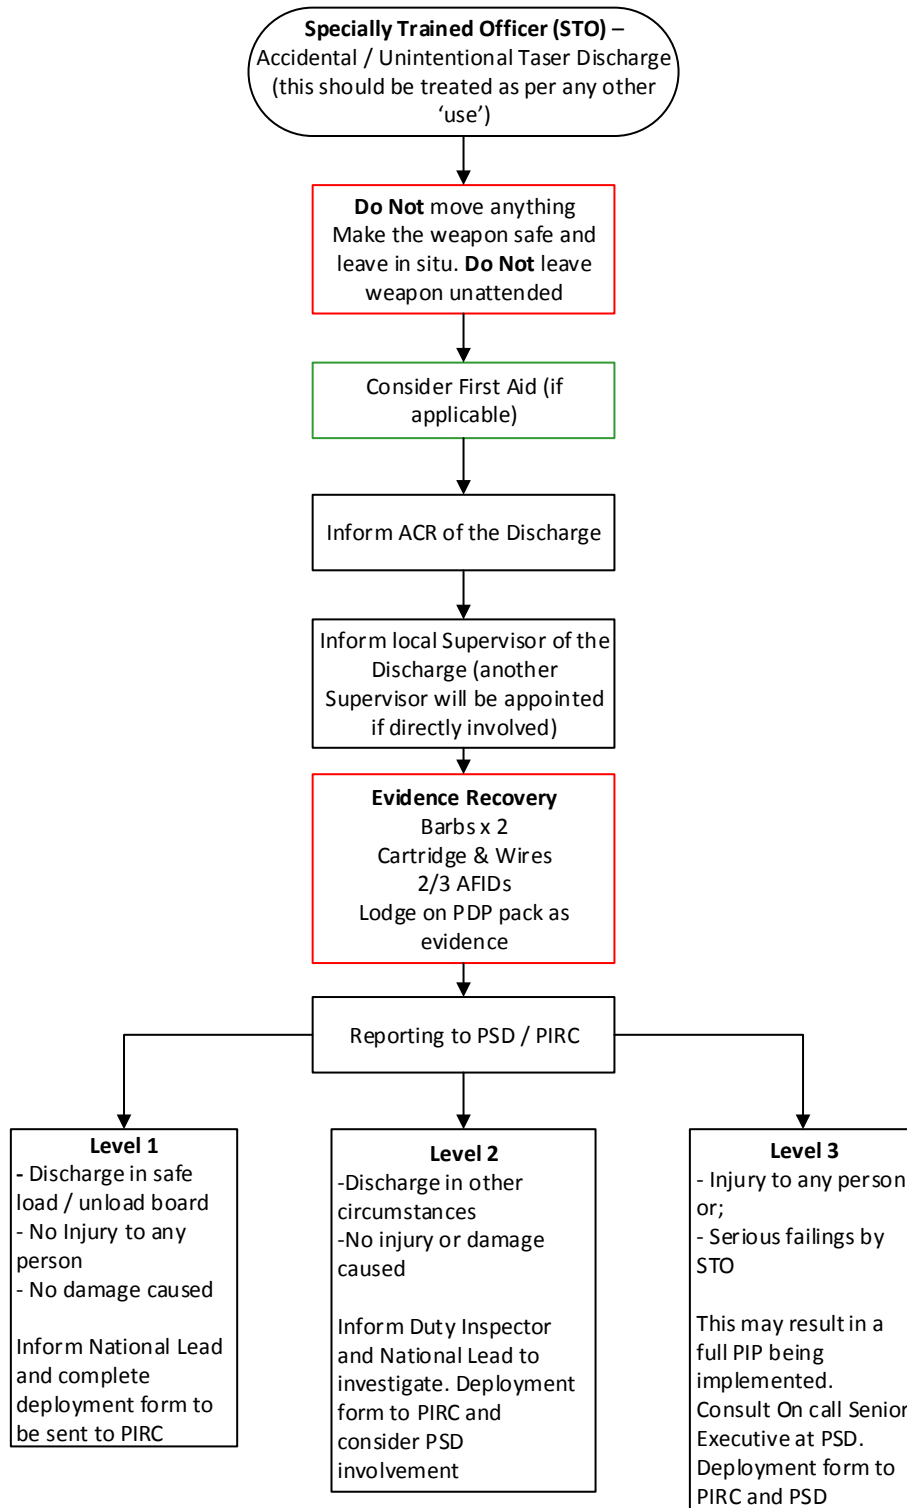 Specially Trained Officer (STO) –
Accidental / Unintentional Taser Discharge
(this should be treated as per any other
‘use’)
Do Not move anything
Make the weapon safe and
leave in situ. Do Not leave
weapon unattended
Consider First Aid (if
applicable)
Inform ACR of the Discharge
Inform local Supervisor of the
Discharge (another
Supervisor will be appointed
if directly involved)
Evidence Recovery
Barbs x 2
Cartridge & Wires
2/3 AFIDs
Lodge on PDP pack as
evidence
Reporting to PSD / PIRC
Level 1
- Discharge in safe
load / unload board
- No Injury to any
person
- No damage caused
Inform National Lead
and complete
deployment form to
be sent to PIRC
Level 2
-Discharge in other
circumstances
-No injury or damage
caused
Inform Duty Inspector
and National Lead to
investigate. Deployment
form to PIRC and
consider PSD
involvement
Level 3
- Injury to any person
or;
- Serious failings by
STO
This may result in a
full PIP being
implemented.
Consult On call Senior
Executive at PSD.
Deployment form to
PIRC and PSD